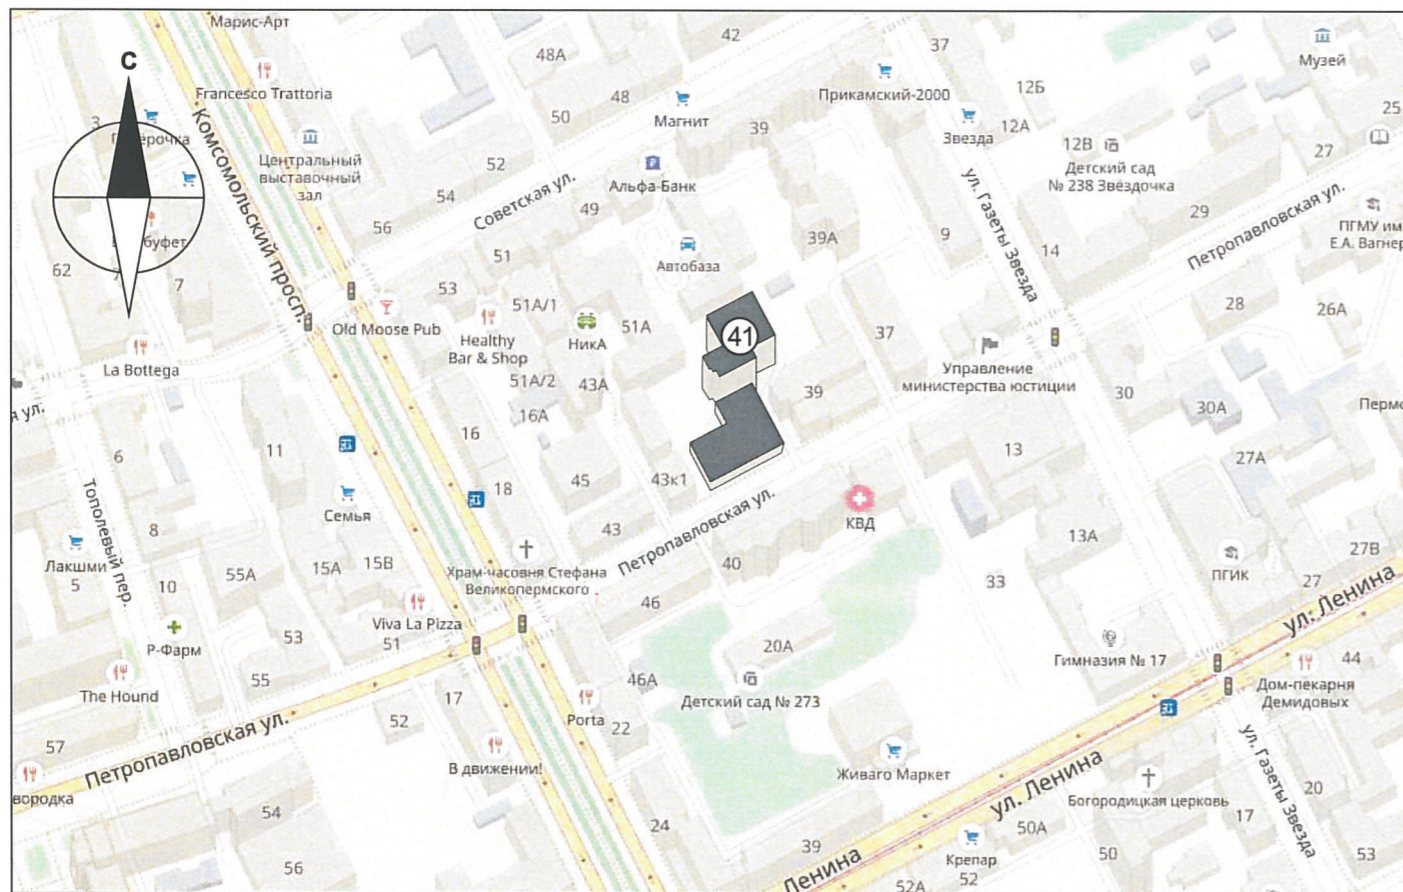 Марис-Арт
42
37
Музей
48А
С
Francesco Trattoria
48
Прикамский-2000
12Б
25
3
50
Магнит
39
Звезда
12А
Центральный
выставочный
зал
52
Альфа-Банк
12В
Детский сад
№ 238 Звёздочка
27
Комсомольский просп.
54
Советская ул.
49
ул. Газеты Звезда
29
Петропавловская ул.
ПГМУ им
Е.А. Вагнер
56
39А
9
62
7
51
Автобаза
14
53
51А/1
28
26А
Old Moose Pub
Healthy
Bar & Shop
НикА
51А
41
37
La Bottega
Управление
министерства юстиции
я ул.
51А/2
43А
39
30
30А
Пермс
16А
6
11
16
13
27А
Тополевый пер.
18
45
43к1
Петропавловская ул.
Семья
43
КВД
8
13А
Лакшми
5
10
55А
15А
15В
Храм-часовня Стефана
Великопермского
40
33
ПГИК
27В
27
ул. Ленина
46
Viva La Pizza
Р-Фарм
53
51
20А
Гимназия № 17
44
The Hound
55
17
46А
Детский сад № 273
Дом-пекарня
Демидовых
52
Porta
22
57
Петропавловская ул.
В движении!
Живаго Маркет
ул. Ленина
ул. Газеты Звезда
вородка
Богородицкая церковь
20
54
24
39
50А
17
Крепар
50
53
56
Ленина
52А
52